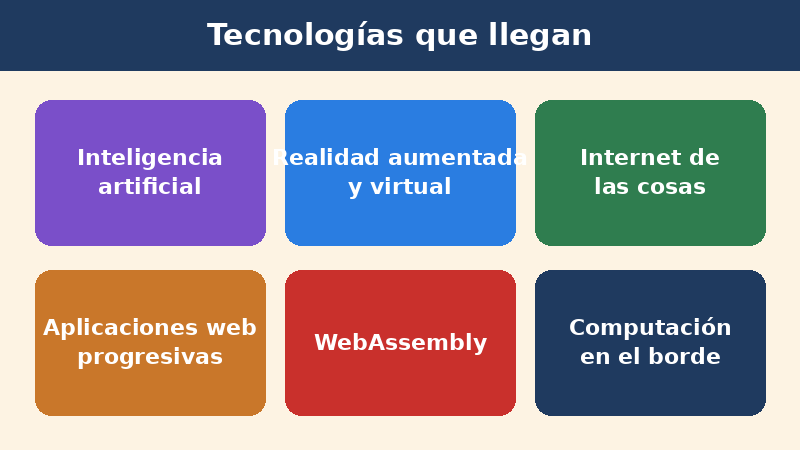 Tecnologías que llegan
Inteligencia
artificial
Realidad aumentada
y virtual
Internet de
las cosas
Aplicaciones web
progresivas
WebAssembly
Computación
en el borde